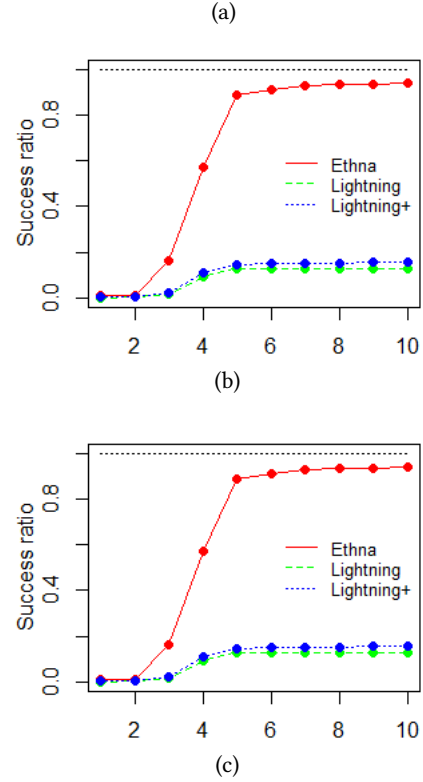 (a)
Success ratio
0.8
0.4
0.0
Ethna
Lightning
Lightning+
2 4 6 8 10
(b)
Success ratio
0.8
0.4
0.0
Ethna
Lightning
Lightning+
2 4 6 8 10
(c)